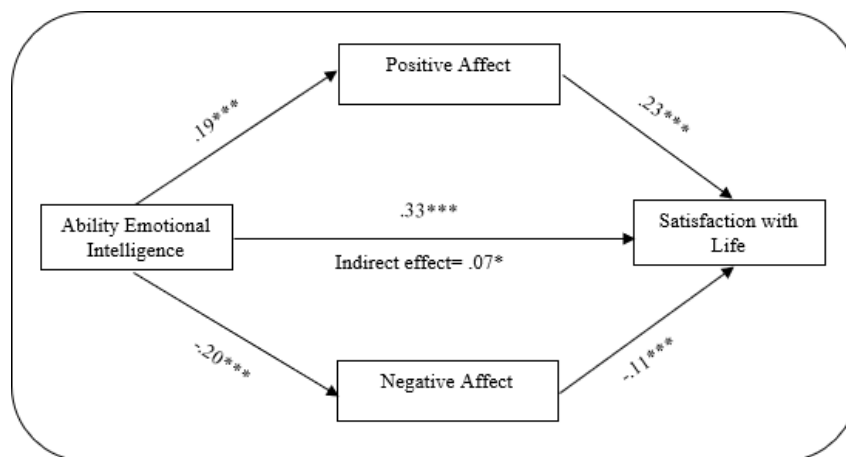 Positive Affect
.19***
.23***
Ability Emotional
Intelligence
.33***
Indirect effect= .07*
Satisfaction with
Life
-.20***
Negative Affect
-.11***